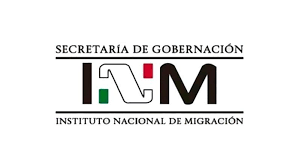 SECRETARÍA DE GOBERNACIÓN
INM
INSTITUTO NACIONAL DE MIGRACIÓN